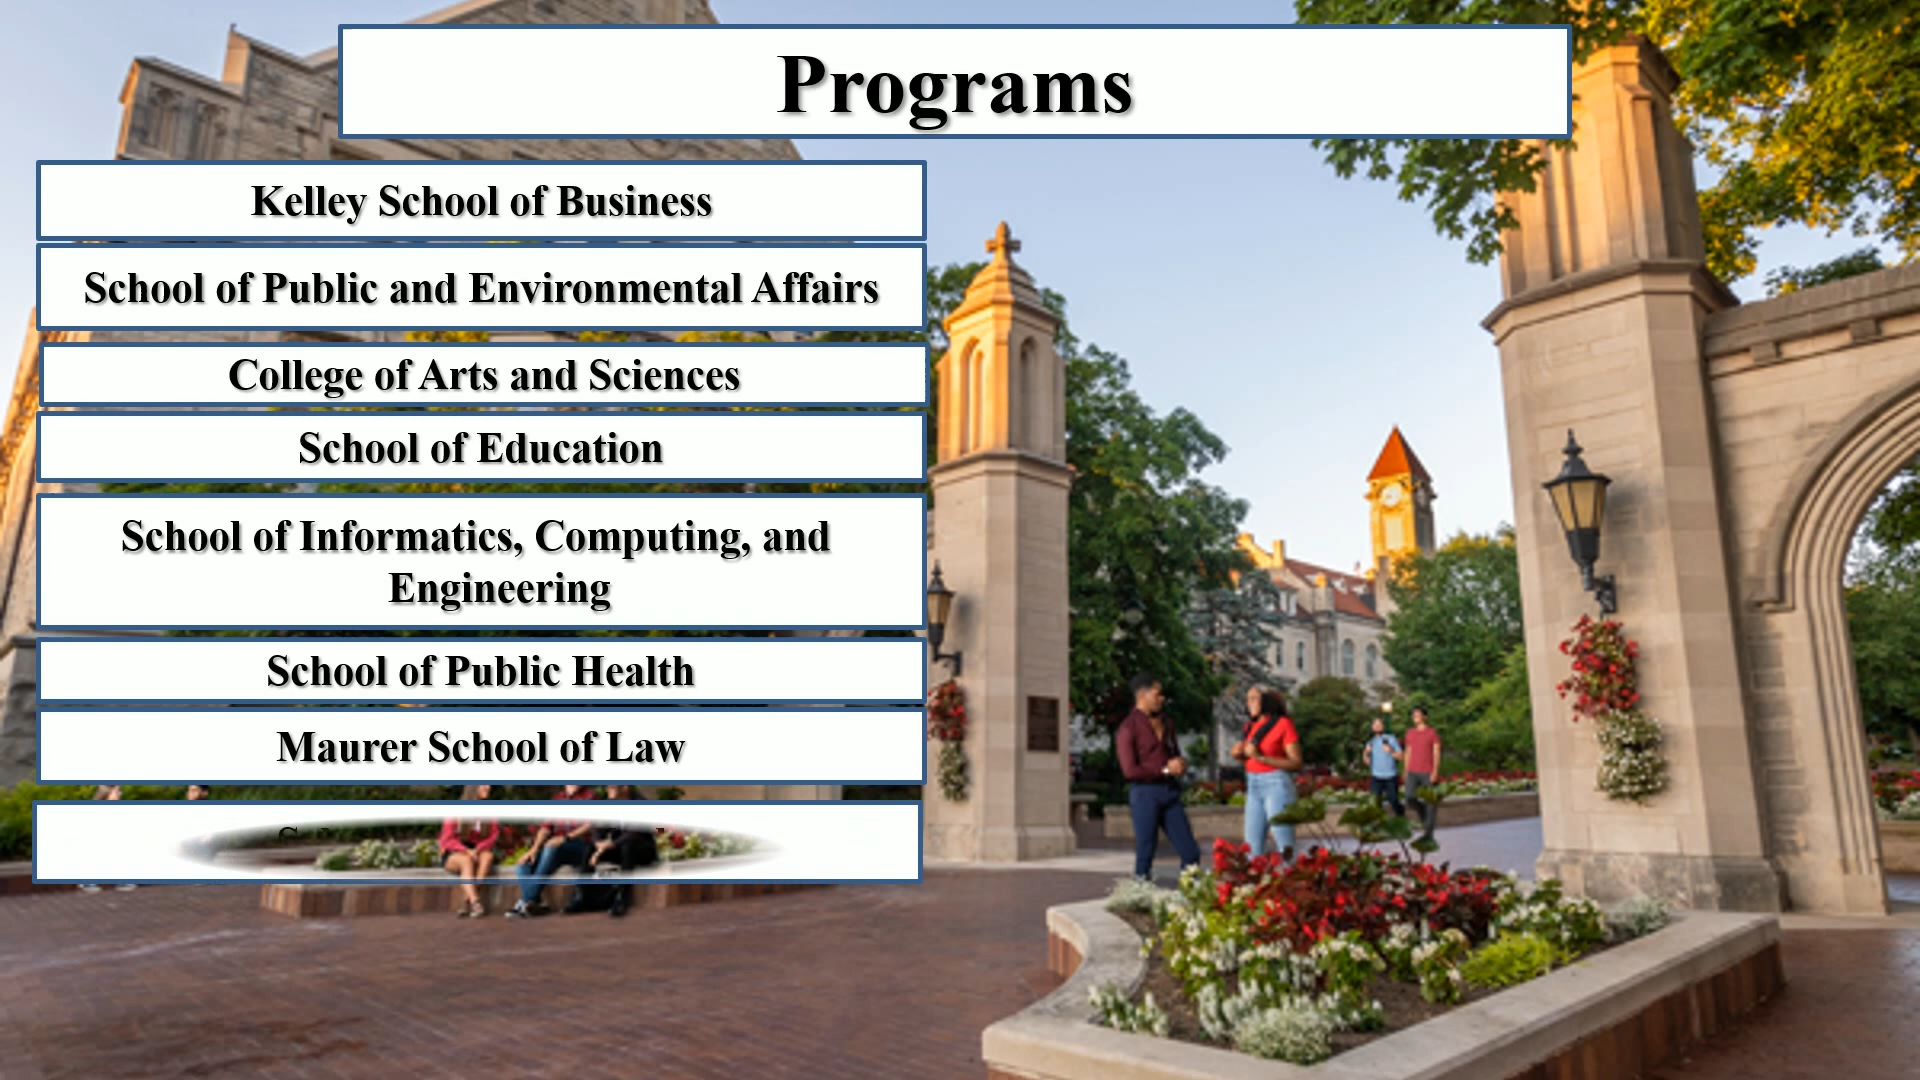 Programs
Kelley School of Business
School of Public and Environmental Affairs
College of Arts and Sciences
School of Education
School of Informatics, Computing, and
Engineering
School of Public Health
Maurer School of Law